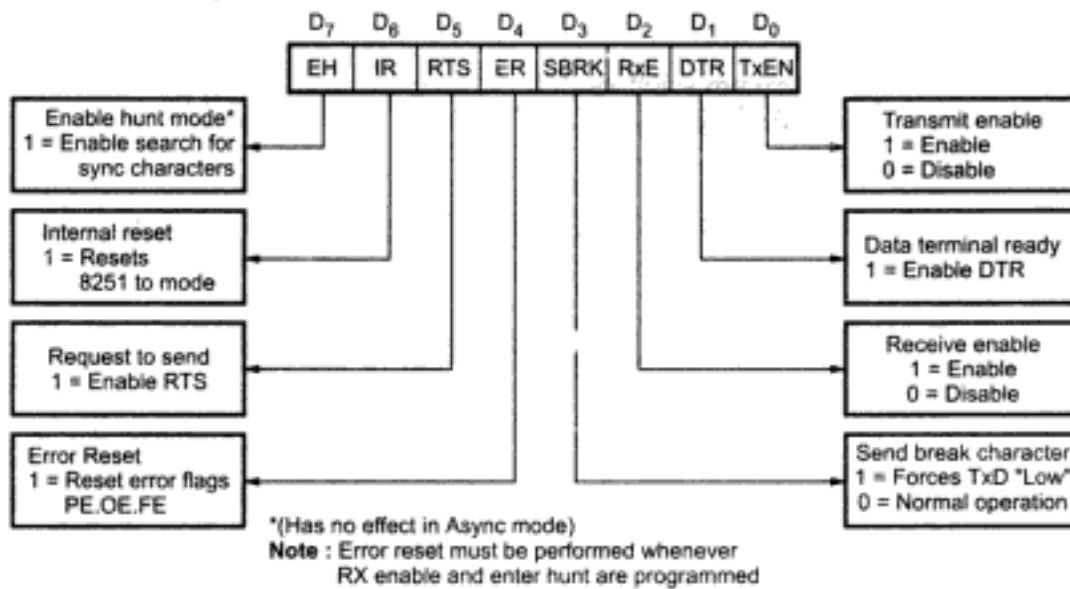 D7 D6 D5 D4 D3 D2 D1 D0
EH IR RTS ER SBRK RxE DTR TxEN
Enable hunt mode*
1 = Enable search for
sync characters
Transmit enable
1 = Enable
0 = Disable
Internal reset
1 = Resets
8251 to mode
Data terminal ready
1 = Enable DTR
Request to send
1 = Enable RTS
Receive enable
1 = Enable
0 = Disable
Error Reset
1 = Reset error flags
PE.OE.FE
Send break character
1 = Forces TxD "Low"
0 = Normal operation
*(Has no effect in Async mode)
Note : Error reset must be performed whenever
RX enable and enter hunt are programmed